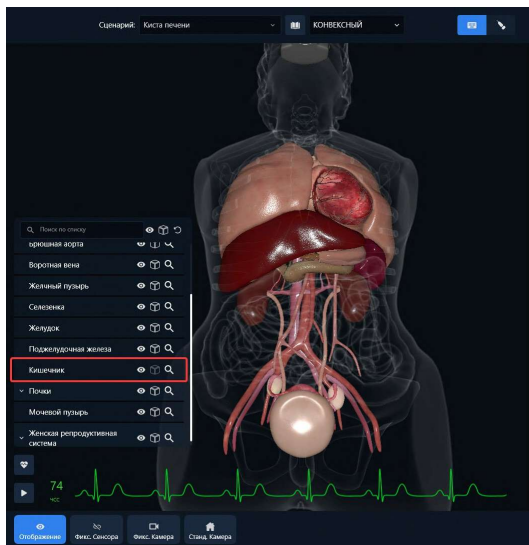 Сценарий: Киста печени
КОНВЕКСНЫЙ
Поиск по списку
Брюшная аорта
Воротная вена
Желчный пузырь
Селезенка
Желудок
Поджелудочная железа
Кишечник
Почки
Мочевой пузырь
Женская репродуктивная
система
74
ЧСС
Отображение
Фикс. Сенсора
Фикс. Камера
Станд. Камера